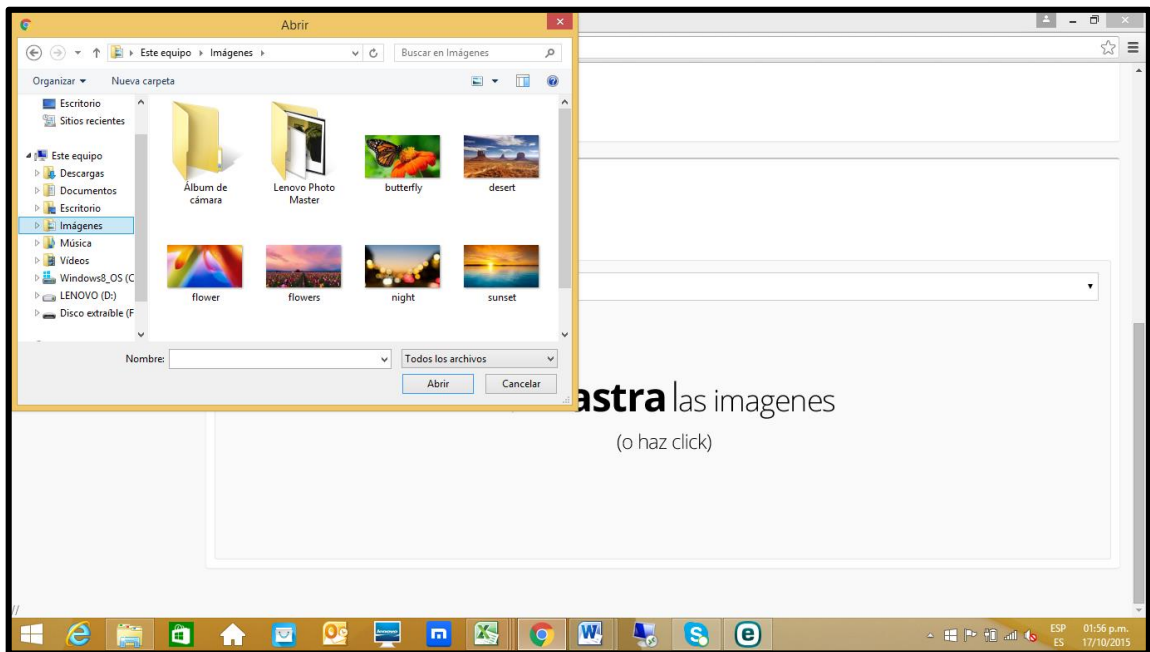 Abrir
Este equipo ▸ Imágenes ▸
Buscar en Imágenes
Organizar
Nueva carpeta
Escritorio
Sitios recientes
Este equipo
Descargas
Documentos
Escritorio
Imágenes
Música
Vídeos
Windows8_OS (C
LENOVO (D:)
Disco extraíble (F
Álbum de
cámara
Lenovo Photo
Master
butterfly
desert
flower
flowers
night
sunset
Nombre:
Todos los archivos
Abrir
Cancelar
astra las imagenes
(o haz click)
//
ESP
ES
01:56 p.m.
17/10/2015